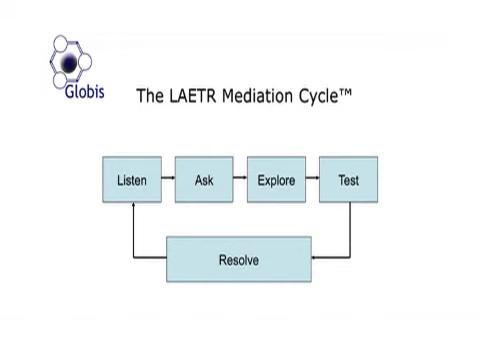 Globis
The LAETR Mediation Cycle™
Listen
Ask
Explore
Test
Resolve